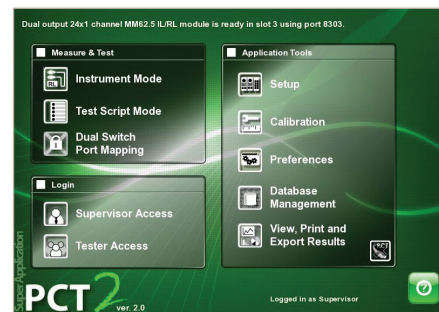 Dual output 24x1 channel MM62.5 IL/RL module is ready in slot 3 using port 8303.
Measure & Test
RL
Instrument Mode
Test Script Mode
Dual Switch
Port Mapping
Login
Supervisor Access
Tester Access
Application Tools
Setup
Calibration
Preferences
Database
Management
View, Print and
Export Results
PCT
Super Application
PCT2
ver. 2.0
Logged in as Supervisor
?